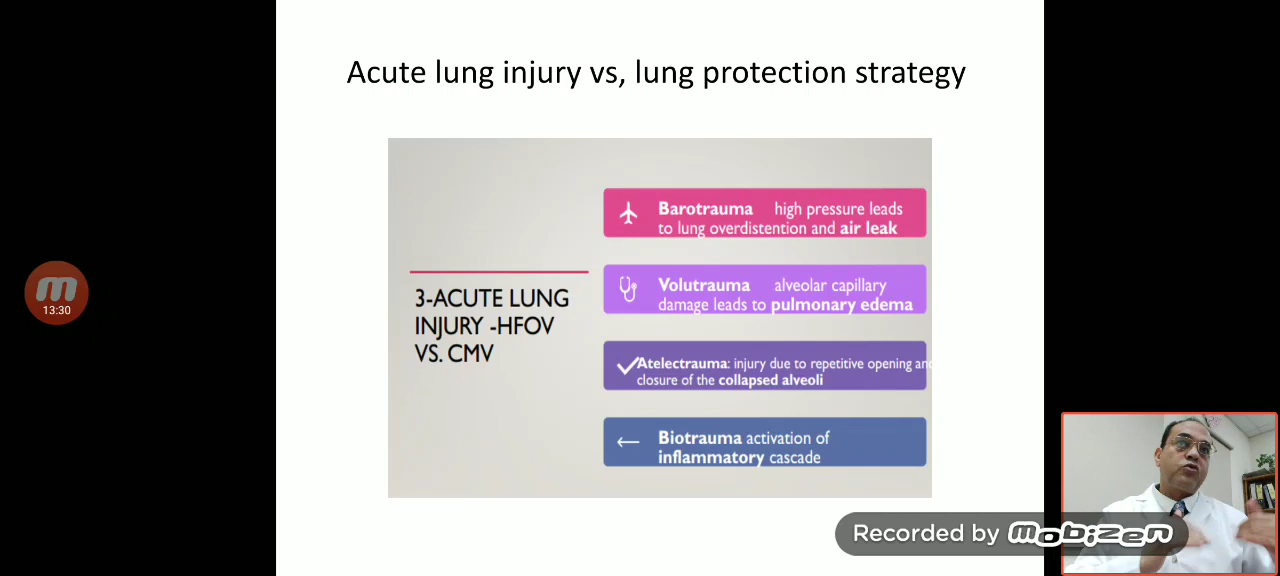 Acute lung injury vs, lung protection strategy
3-ACUTE LUNG
INJURY -HFOV
VS. CMV
Barotrauma high pressure leads
to lung overdistention and air leak
Volutrauma alveolar capillary
damage leads to pulmonary edema
Atelectrauma: injury due to repetitive opening and
closure of the collapsed alveoli
Biotrauma activation of
inflammatory cascade
13:30
Recorded by mobizen